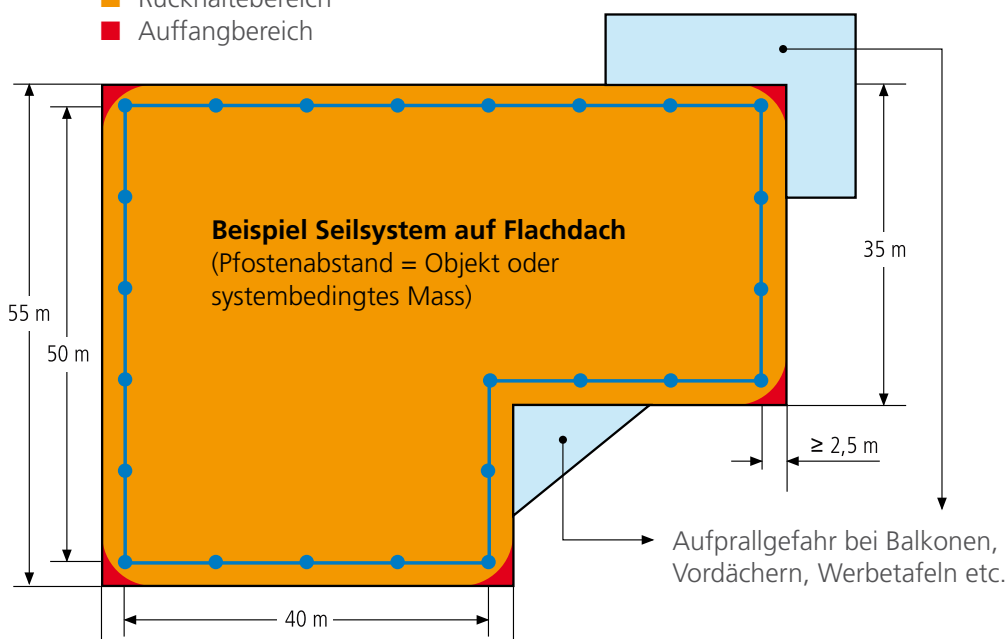 Rückhaltebereich
Auffangbereich
Beispiel Seilsystem auf Flachdach
(Pfostenabstand = Objekt oder
systembedingtes Mass)
35 m
55 m
50 m
≥ 2,5 m
Aufprallgefahr bei Balkonen,
Vordächern, Werbetafeln etc.
40 m